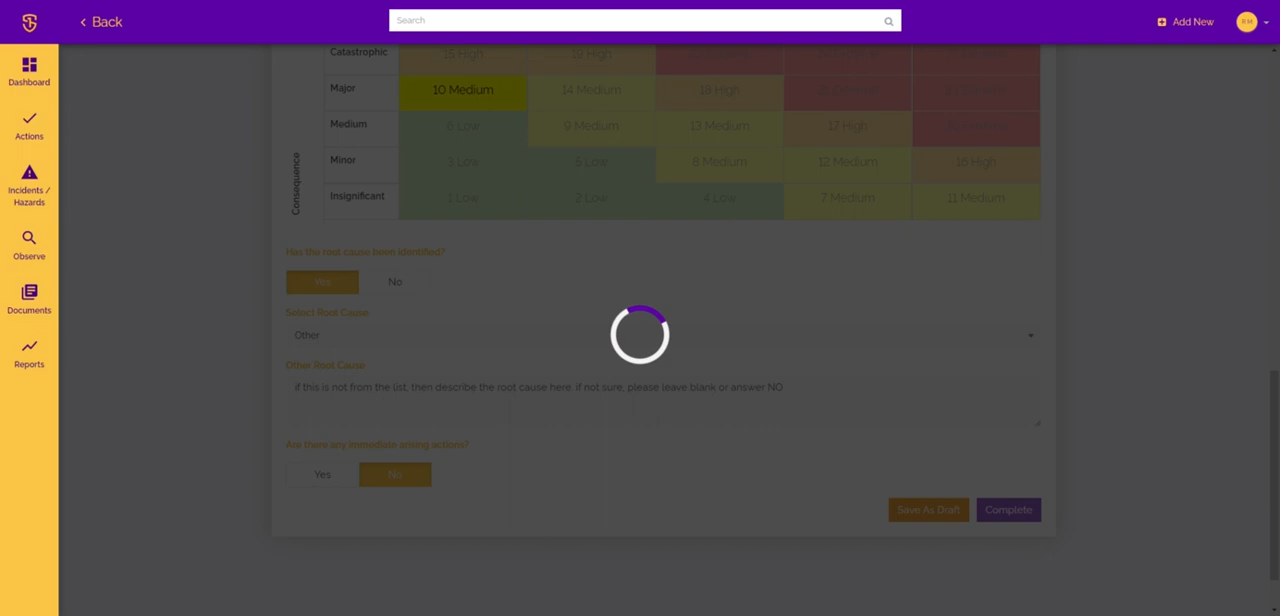 Back
Search
Add New
RM
Dashboard
Actions
Incidents /
Hazards
Observe
Documents
Reports
Consequence
Catastrophic 15 High 19 High
Major 10 Medium 14 Medium 18 High
Medium 6 Low 9 Medium 13 Medium 17 High
Minor 3 Low 5 Low 8 Medium 12 Medium 16 High
Insignificant 1 Low 2 Low 4 Low 7 Medium 11 Medium
Has the root cause been identified?
Yes No
Select Root Cause
Other
Other Root Cause
if this is not from the list, then describe the root cause here. if not sure, please leave blank or answer NO
Are there any immediate arising actions?
Yes No
Save As Draft Complete